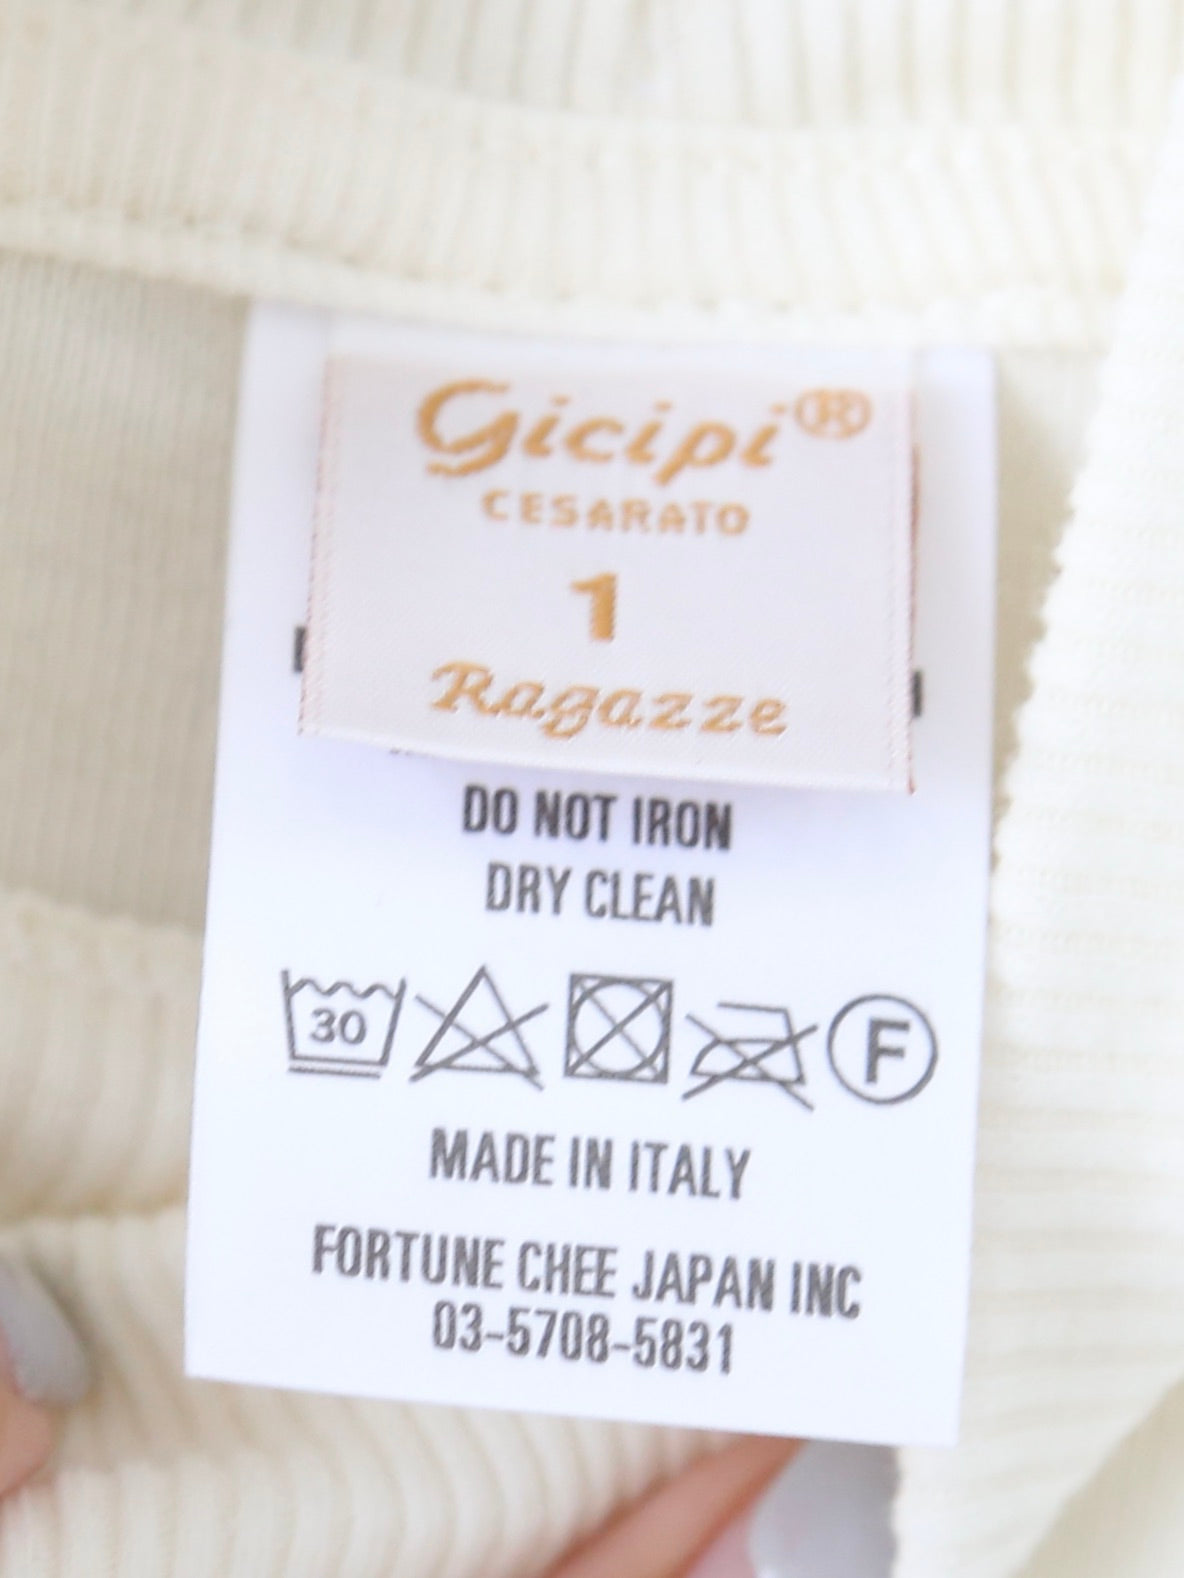 Gicipi®
CESARATO
1
Ragazze
DO NOT IRON
DRY CLEAN
30
F
MADE IN ITALY
FORTUNE CHEE JAPAN INC
03-5708-5831